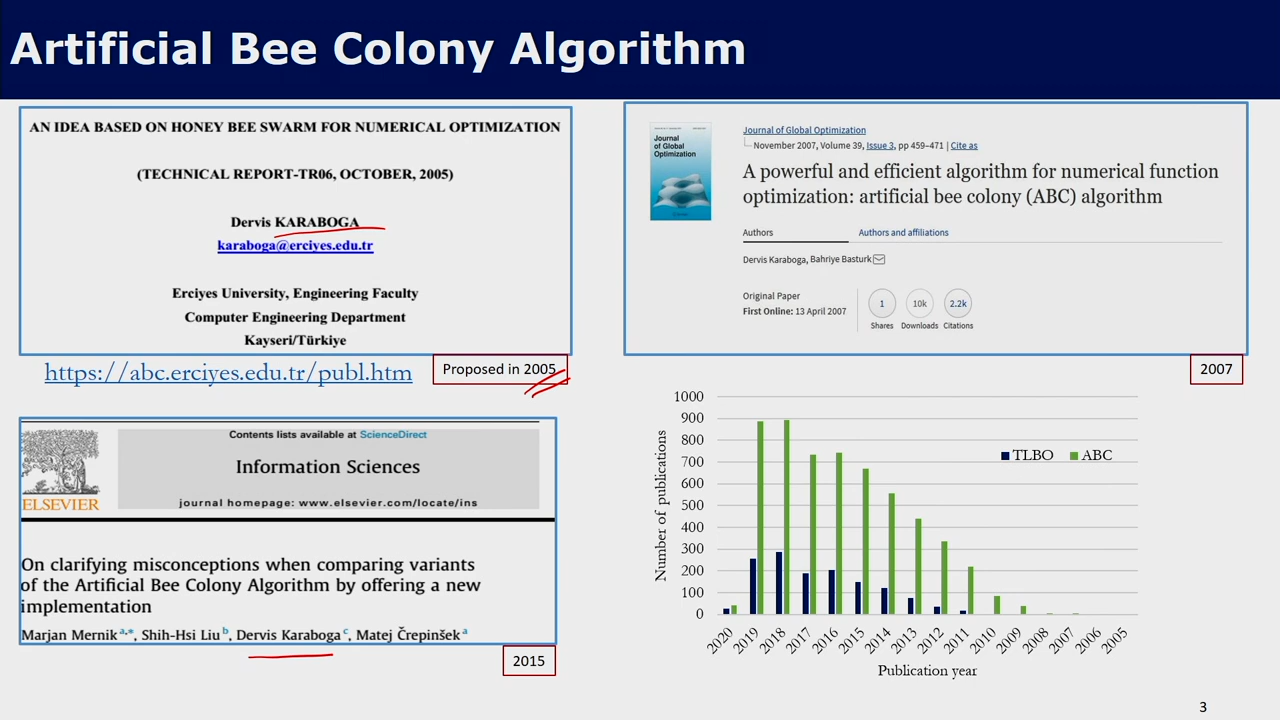 Artificial Bee Colony Algorithm
AN IDEA BASED ON HONEY BEE SWARM FOR NUMERICAL OPTIMIZATION
(TECHNICAL REPORT-TR06, OCTOBER, 2005)
Dervis KARABOGA
karaboga@erciyes.edu.tr
Erciyes University, Engineering Faculty
Computer Engineering Department
Kayseri/Türkiye
https://abc.erciyes.edu.tr/publ.htm
Proposed in 2005
Journal of Global Optimization
Journal of Global Optimization
November 2007, Volume 39, Issue 3, pp 459–471 | Cite as
A powerful and efficient algorithm for numerical function
optimization: artificial bee colony (ABC) algorithm
Authors
Authors and affiliations
Dervis Karaboga, Bahriye Basturk
Original Paper
First Online: 13 April 2007
1
Shares
10k
Downloads
2.2k
Citations
2007
ELSEVIER
Contents lists available at ScienceDirect
Information Sciences
journal homepage: www.elsevier.com/locate/ins
On clarifying misconceptions when comparing variants
of the Artificial Bee Colony Algorithm by offering a new
implementation
Marjan Mernik a,*, Shih-Hsi Liu b, Dervis Karaboga c, Matej Črepinšek a
2015
Number of publications
1000
900
800
700
600
500
400
300
200
100
0
TLBO ABC
2020 2019 2018 2017 2016 2015 2014 2013 2012 2011 2010 2009 2008 2007 2006 2005
Publication year
3